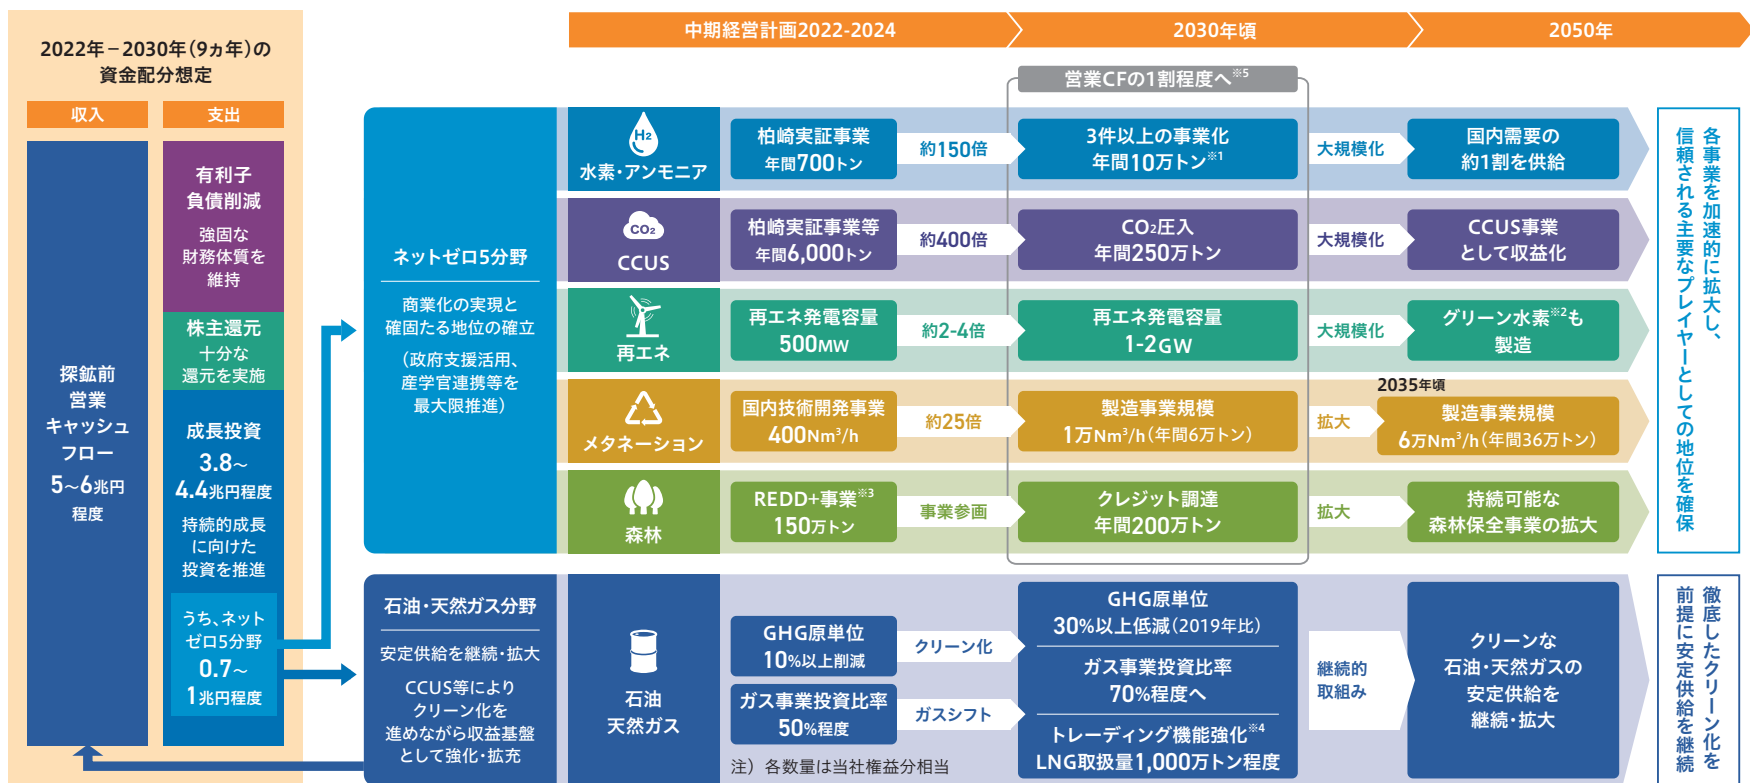 2022年−2030年(9ヵ年)の
資金配分想定
収入
支出
探鉱前
営業
キャッシュ
フロー
5〜6兆円
程度
有利子
負債削減
強固な
財務体質を
維持
株主還元
十分な
還元を実施
成長投資
3.8〜
4.4兆円程度
持続的成長
に向けた
投資を推進
うち、ネット
ゼロ5分野
0.7〜
1兆円程度
中期経営計画2022-2024
2030年頃
2050年
営業CFの1割程度へ※5
ネットゼロ5分野
商業化の実現と
確固たる地位の確立
(政府支援活用、
産学官連携等を
最大限推進)
H2
水素・アンモニア
柏崎実証事業
年間700トン
約150倍
3件以上の事業化
年間10万トン※1
大規模化
国内需要の
約1割を供給
CO2
CCUS
柏崎実証事業等
年間6,000トン
約400倍
CO2圧入
年間250万トン
大規模化
CCUS事業
として収益化
再エネ
再エネ発電容量
500MW
約2-4倍
再エネ発電容量
1-2GW
大規模化
グリーン水素※2も
製造
メタネーション
国内技術開発事業
400Nm³/h
約25倍
製造事業規模
1万Nm³/h(年間6万トン)
拡大
2035年頃
製造事業規模
6万Nm³/h(年間36万トン)
森林
REDD+事業※3
150万トン
事業参画
クレジット調達
年間200万トン
拡大
持続可能な
森林保全事業の拡大
各事業を加速的に拡大し、
信頼される主要なプレイヤーとしての地位を確保
石油・天然ガス分野
安定供給を継続・拡大
CCUS等により
クリーン化を
進めながら収益基盤
として強化・拡充
石油
天然ガス
GHG原単位
10%以上削減
クリーン化
ガス事業投資比率
50%程度
ガスシフト
GHG原単位
30%以上低減(2019年比)
ガス事業投資比率
70%程度へ
トレーディング機能強化※4
LNG取扱量1,000万トン程度
継続的
取組み
クリーンな
石油・天然ガスの
安定供給を
継続・拡大
徹底したクリーン化を
前提に安定供給を継続
注）各数量は当社権益分相当